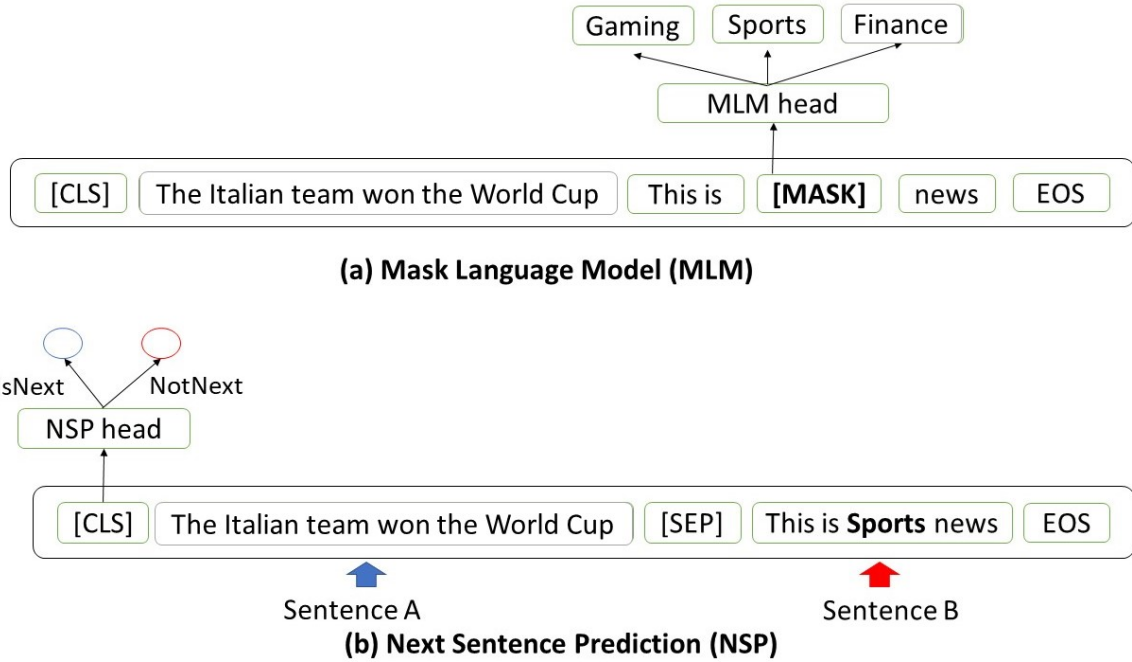 Gaming Sports Finance
MLM head
[CLS] The Italian team won the World Cup This is [MASK] news EOS
(a) Mask Language Model (MLM)
sNext NotNext
NSP head
[CLS] The Italian team won the World Cup [SEP] This is Sports news EOS
Sentence A Sentence B
(b) Next Sentence Prediction (NSP)